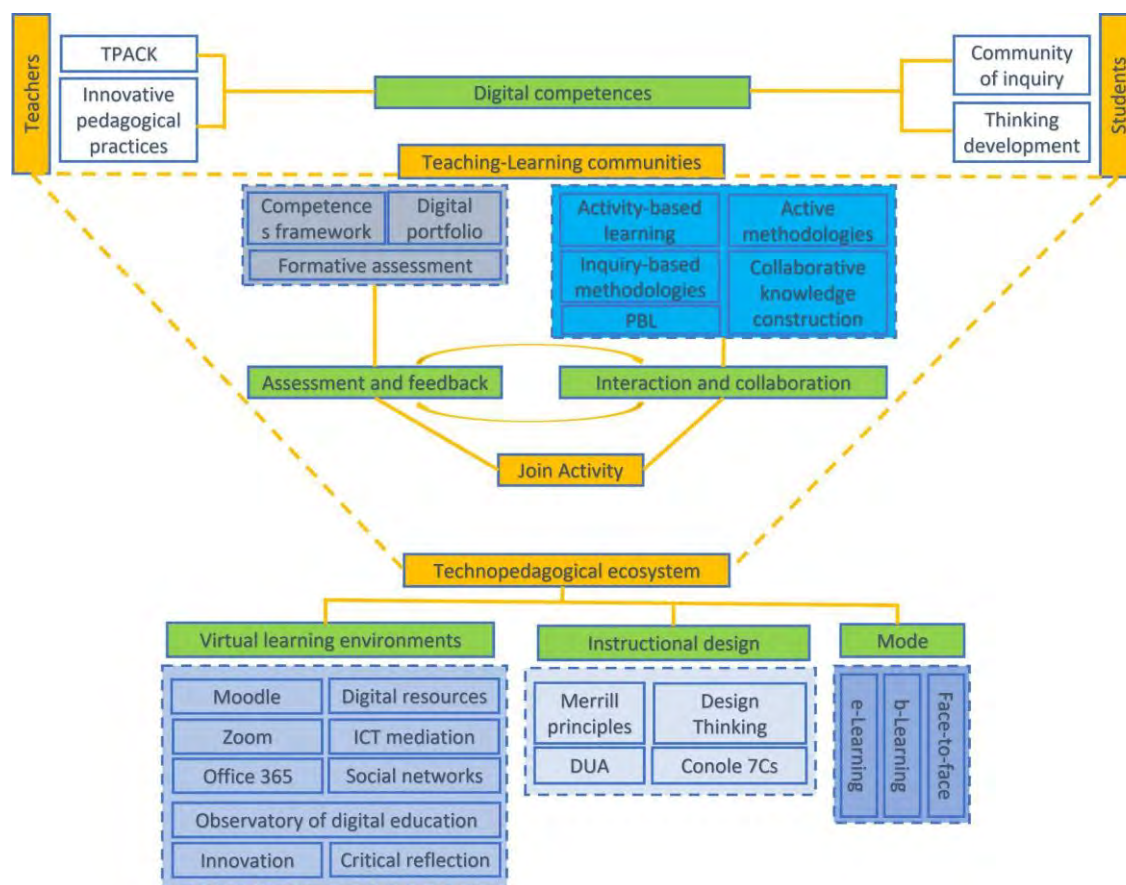 Teachers
TPACK
Innovative
pedagogical
practices
Digital competences
Community
of inquiry
Thinking
development
Students
Teaching-Learning communities
Competence
s framework
Digital
portfolio
Formative assessment
Activity-based
learning
Active
methodologies
Inquiry-based
methodologies
Collaborative
knowledge
construction
PBL
Assessment and feedback
Interaction and collaboration
Join Activity
Technopedagogical ecosystem
Virtual learning environments
Instructional design
Mode
Moodle
Digital resources
Zoom
ICT mediation
Office 365
Social networks
Observatory of digital education
Innovation
Critical reflection
Merrill
principles
Design
Thinking
DUA
Conole 7Cs
e-Learning
b-Learning
Face-to-face